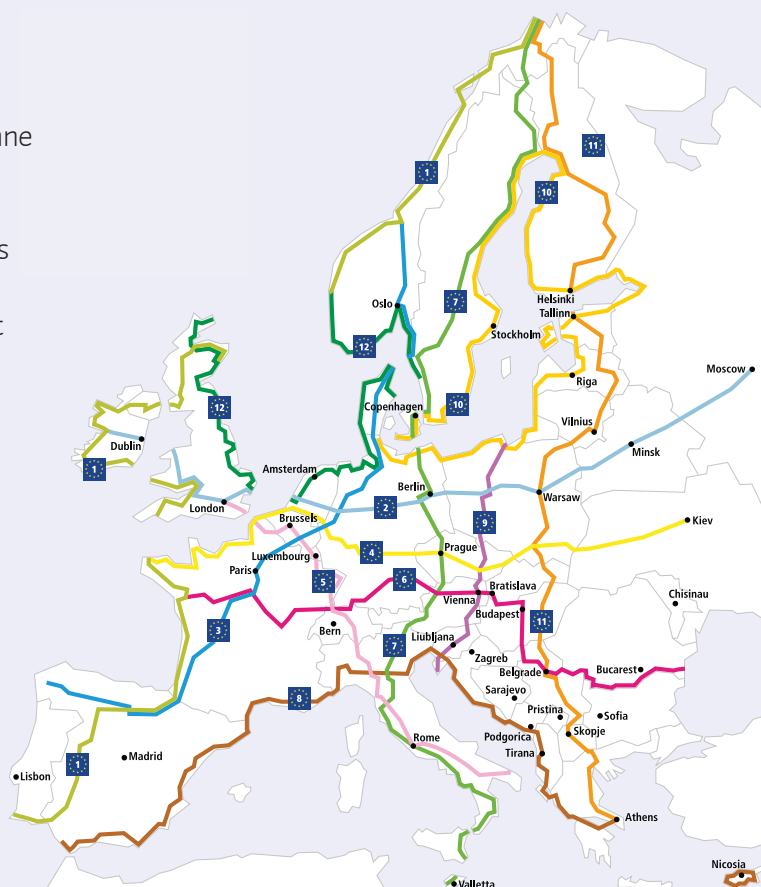 nne
s
t
11
1
10
7
Oslo
Helsinki
Tallinn
12
Stockholm
Moscow
Riga
10
Copenhagen
12
Vilnius
Dublin
Minsk
1
Amsterdam
Berlin
Warsaw
London
2
Brussels
9
Kiev
Prague
4
Luxembourg
Paris
5
6
Bratislava
Vienna
Chisinau
Budapest
11
3
Bern
7
Liubljana
Zagreb
Belgrade
Bucarest
Sarajevo
8
Pristina
Sofia
Podgorica
Skopje
Rome
Tirana
Madrid
1
Lisbon
Athens
Nicosia
Valletta